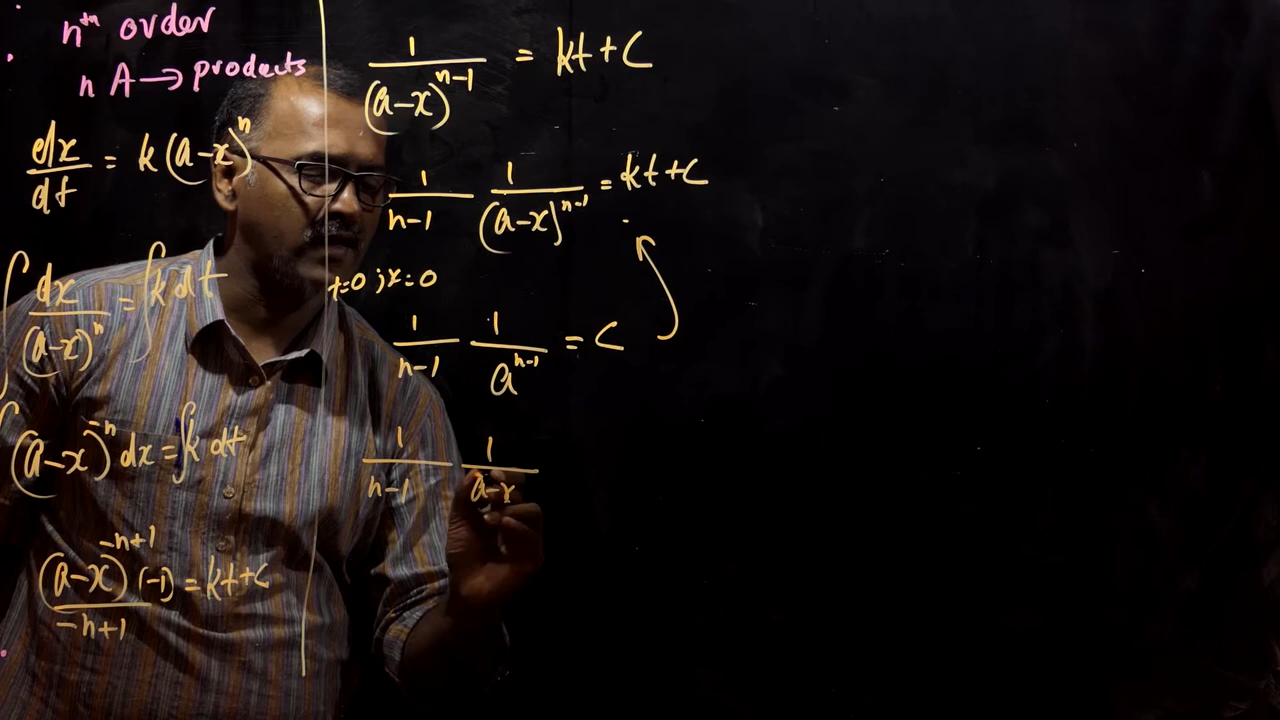 nth order
n A → products
dx/dt = k(a-x)^n
∫ dx/(a-x)^n = ∫ k dt
∫ (a-x)^-n dx = ∫ k dt
(a-x)^-n+1 (-1) / -n+1 = kt+c
1/(a-x)^n-1 = kt+c
1/n-1 1/(a-x)^n-1 = kt+c
t=0 ; x=0
1/n-1 1/a^n-1 = c
1/n-1 1/a-x